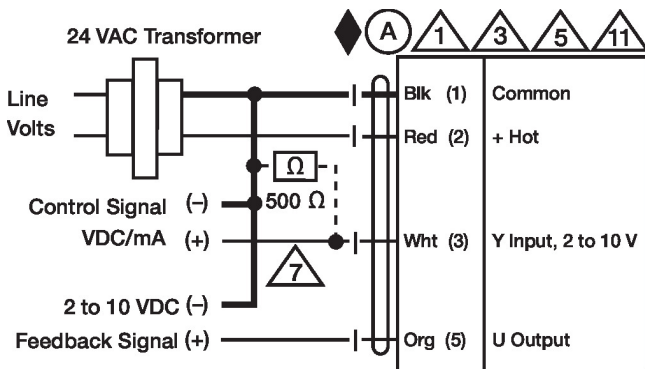 24 VAC Transformer
A 1 3 5 11
Line
Volts
Blk (1) Common
Red (2) + Hot
Ω
500 Ω
Control Signal (–)
VDC/mA (+)
Wht (3) Y Input, 2 to 10 V
7
2 to 10 VDC (–)
Feedback Signal (+)
Org (5) U Output